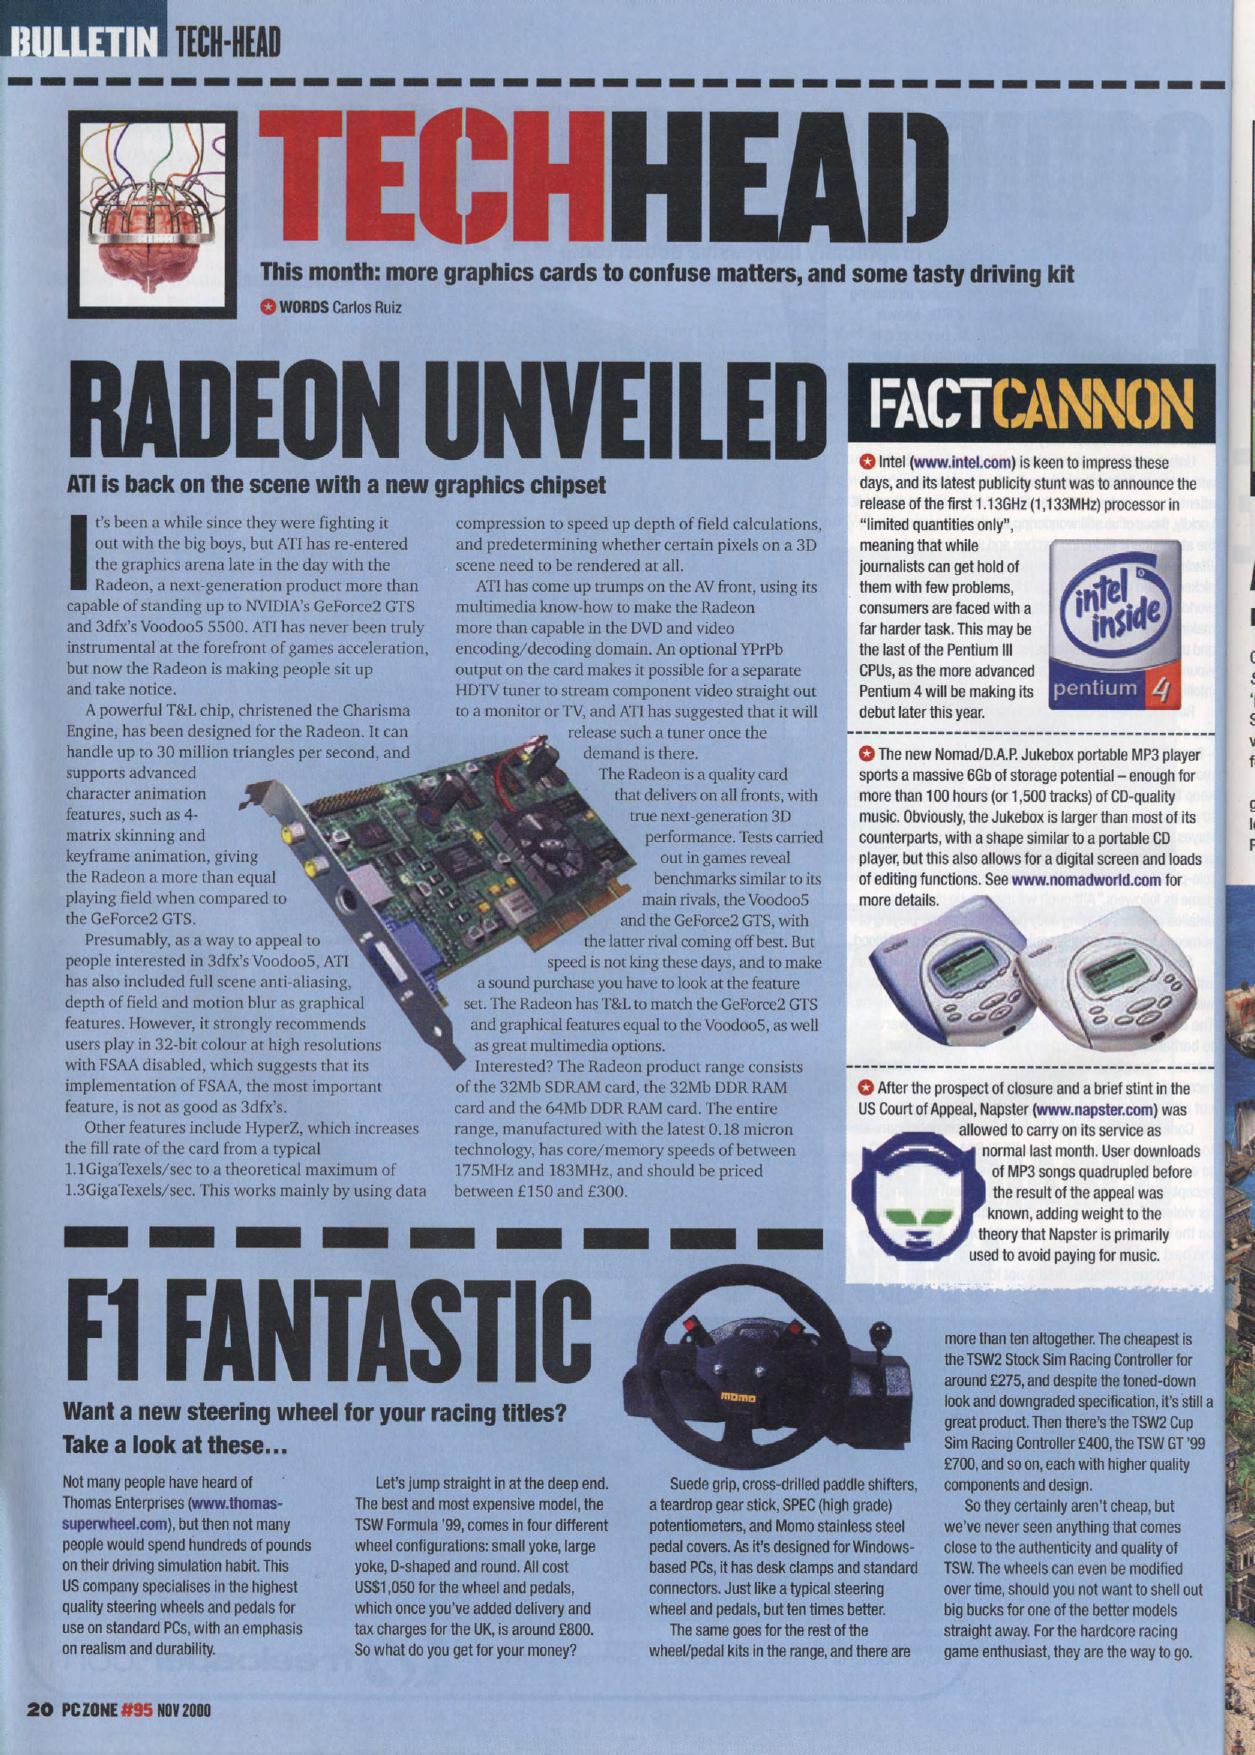 BULLETIN TECH-HEAD
TECHHEAD
This month: more graphics cards to confuse matters, and some tasty driving kit
WORDS Carlos Ruiz
RADEON UNVEILED
ATI is back on the scene with a new graphics chipset
It's been a while since they were fighting it
out with the big boys, but ATI has re-entered
the graphics arena late in the day with the
Radeon, a next-generation product more than
capable of standing up to NVIDIA's GeForce2 GTS
and 3dfx's Voodoo5 5500. ATI has never been truly
instrumental at the forefront of games acceleration,
but now the Radeon is making people sit up
and take notice.
A powerful T&L chip, christened the Charisma
Engine, has been designed for the Radeon. It can
handle up to 30 million triangles per second, and
supports advanced
character animation
features, such as 4-
matrix skinning and
keyframe animation, giving
the Radeon a more than equal
playing field when compared to
the GeForce2 GTS.
Presumably, as a way to appeal to
people interested in 3dfx's Voodoo5, ATI
has also included full scene anti-aliasing,
depth of field and motion blur as graphical
features. However, it strongly recommends
users play in 32-bit colour at high resolutions
with FSAA disabled, which suggests that its
implementation of FSAA, the most important
feature, is not as good as 3dfx's.
Other features include HyperZ, which increases
the fill rate of the card from a typical
1.1GigaTexels/sec to a theoretical maximum of
1.3GigaTexels/sec. This works mainly by using data
compression to speed up depth of field calculations,
and predetermining whether certain pixels on a 3D
scene need to be rendered at all.
ATI has come up trumps on the AV front, using its
multimedia know-how to make the Radeon
more than capable in the DVD and video
encoding/decoding domain. An optional YPrPb
output on the card makes it possible for a separate
HDTV tuner to stream component video straight out
to a monitor or TV, and ATI has suggested that it will
release such a tuner once the
demand is there.
The Radeon is a quality card
that delivers on all fronts, with
true next-generation 3D
performance. Tests carried
out in games reveal
benchmarks similar to its
main rivals, the Voodoo5
and the GeForce2 GTS, with
the latter rival coming off best. But
speed is not king these days, and to make
a sound purchase you have to look at the feature
set. The Radeon has T&L to match the GeForce2 GTS
and graphical features equal to the Voodoo5, as well
as great multimedia options.
Interested? The Radeon product range consists
of the 32Mb SDRAM card, the 32Mb DDR RAM
card and the 64Mb DDR RAM card. The entire
range, manufactured with the latest 0.18 micron
technology, has core/memory speeds of between
175MHz and 183MHz, and should be priced
between £150 and £300.
FACTCANNON
Intel (www.intel.com) is keen to impress these
days, and its latest publicity stunt was to announce the
release of the first 1.13GHz (1,133MHz) processor in
"limited quantities only",
meaning that while
journalists can get hold of
them with few problems,
consumers are faced with a
far harder task. This may be
the last of the Pentium III
CPUs, as the more advanced
Pentium 4 will be making its
debut later this year.
intel
inside
pentium 4
The new Nomad/D.A.P. Jukebox portable MP3 player
sports a massive 6Gb of storage potential – enough for
more than 100 hours (or 1,500 tracks) of CD-quality
music. Obviously, the Jukebox is larger than most of its
counterparts, with a shape similar to a portable CD
player, but this also allows for a digital screen and loads
of editing functions. See www.nomadworld.com for
more details.
After the prospect of closure and a brief stint in the
US Court of Appeal, Napster (www.napster.com) was
allowed to carry on its service as
normal last month. User downloads
of MP3 songs quadrupled before
the result of the appeal was
known, adding weight to the
theory that Napster is primarily
used to avoid paying for music.
F1 FANTASTIC
Want a new steering wheel for your racing titles?
Take a look at these...
MOMO
Not many people have heard of
Thomas Enterprises (www.thomas-
superwheel.com), but then not many
people would spend hundreds of pounds
on their driving simulation habit. This
US company specialises in the highest
quality steering wheels and pedals for
use on standard PCs, with an emphasis
on realism and durability.
Let's jump straight in at the deep end.
The best and most expensive model, the
TSW Formula '99, comes in four different
wheel configurations: small yoke, large
yoke, D-shaped and round. All cost
US$1,050 for the wheel and pedals,
which once you've added delivery and
tax charges for the UK, is around £800.
So what do you get for your money?
Suede grip, cross-drilled paddle shifters,
a teardrop gear stick, SPEC (high grade)
potentiometers, and Momo stainless steel
pedal covers. As it's designed for Windows-
based PCs, it has desk clamps and standard
connectors. Just like a typical steering
wheel and pedals, but ten times better.
The same goes for the rest of the
wheel/pedal kits in the range, and there are
more than ten altogether. The cheapest is
the TSW2 Stock Sim Racing Controller for
around £275, and despite the toned-down
look and downgraded specification, it's still a
great product. Then there's the TSW2 Cup
Sim Racing Controller £400, the TSW GT '99
£700, and so on, each with higher quality
components and design.
So they certainly aren't cheap, but
we've never seen anything that comes
close to the authenticity and quality of
TSW. The wheels can even be modified
over time, should you not want to shell out
big bucks for one of the better models
straight away. For the hardcore racing
game enthusiast, they are the way to go.
20 PC ZONE #95 NOV 2000